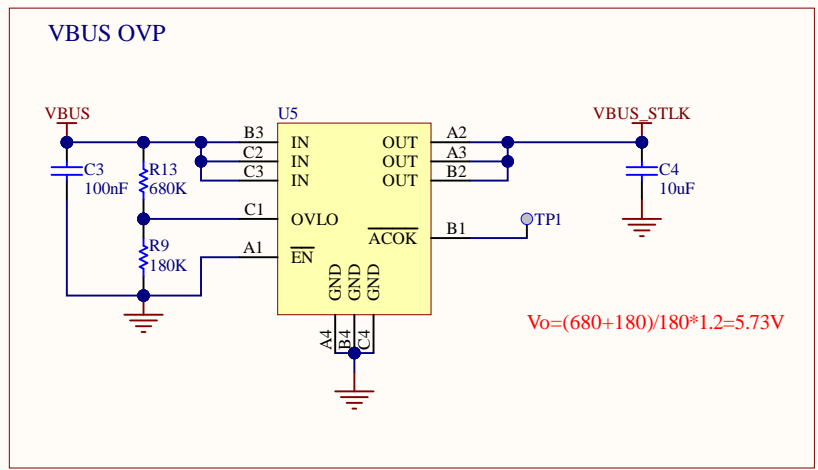 VBUS OVP
VBUS
U5
VBUS_STLK
B3 IN OUT A2
C2 IN OUT A3
C3 IN OUT B2
C3
100nF
R13
680K
C4
10uF
C1 OVLO
TP1
ACOK B1
R9
180K
A1 EN
GND GND GND
A4 B4 C4
Vo=(680+180)/180*1.2=5.73V